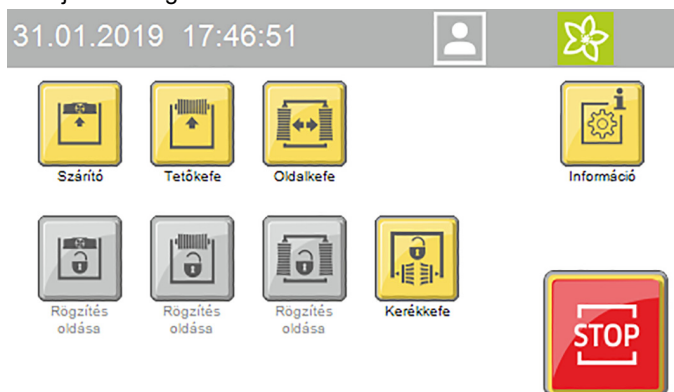 31.01.2019 17:46:51
Szárító
Tetőkefe
Oldalkefe
i
Információ
Rögzítés
oldása
Rögzítés
oldása
Rögzítés
oldása
Kerékkefe
STOP